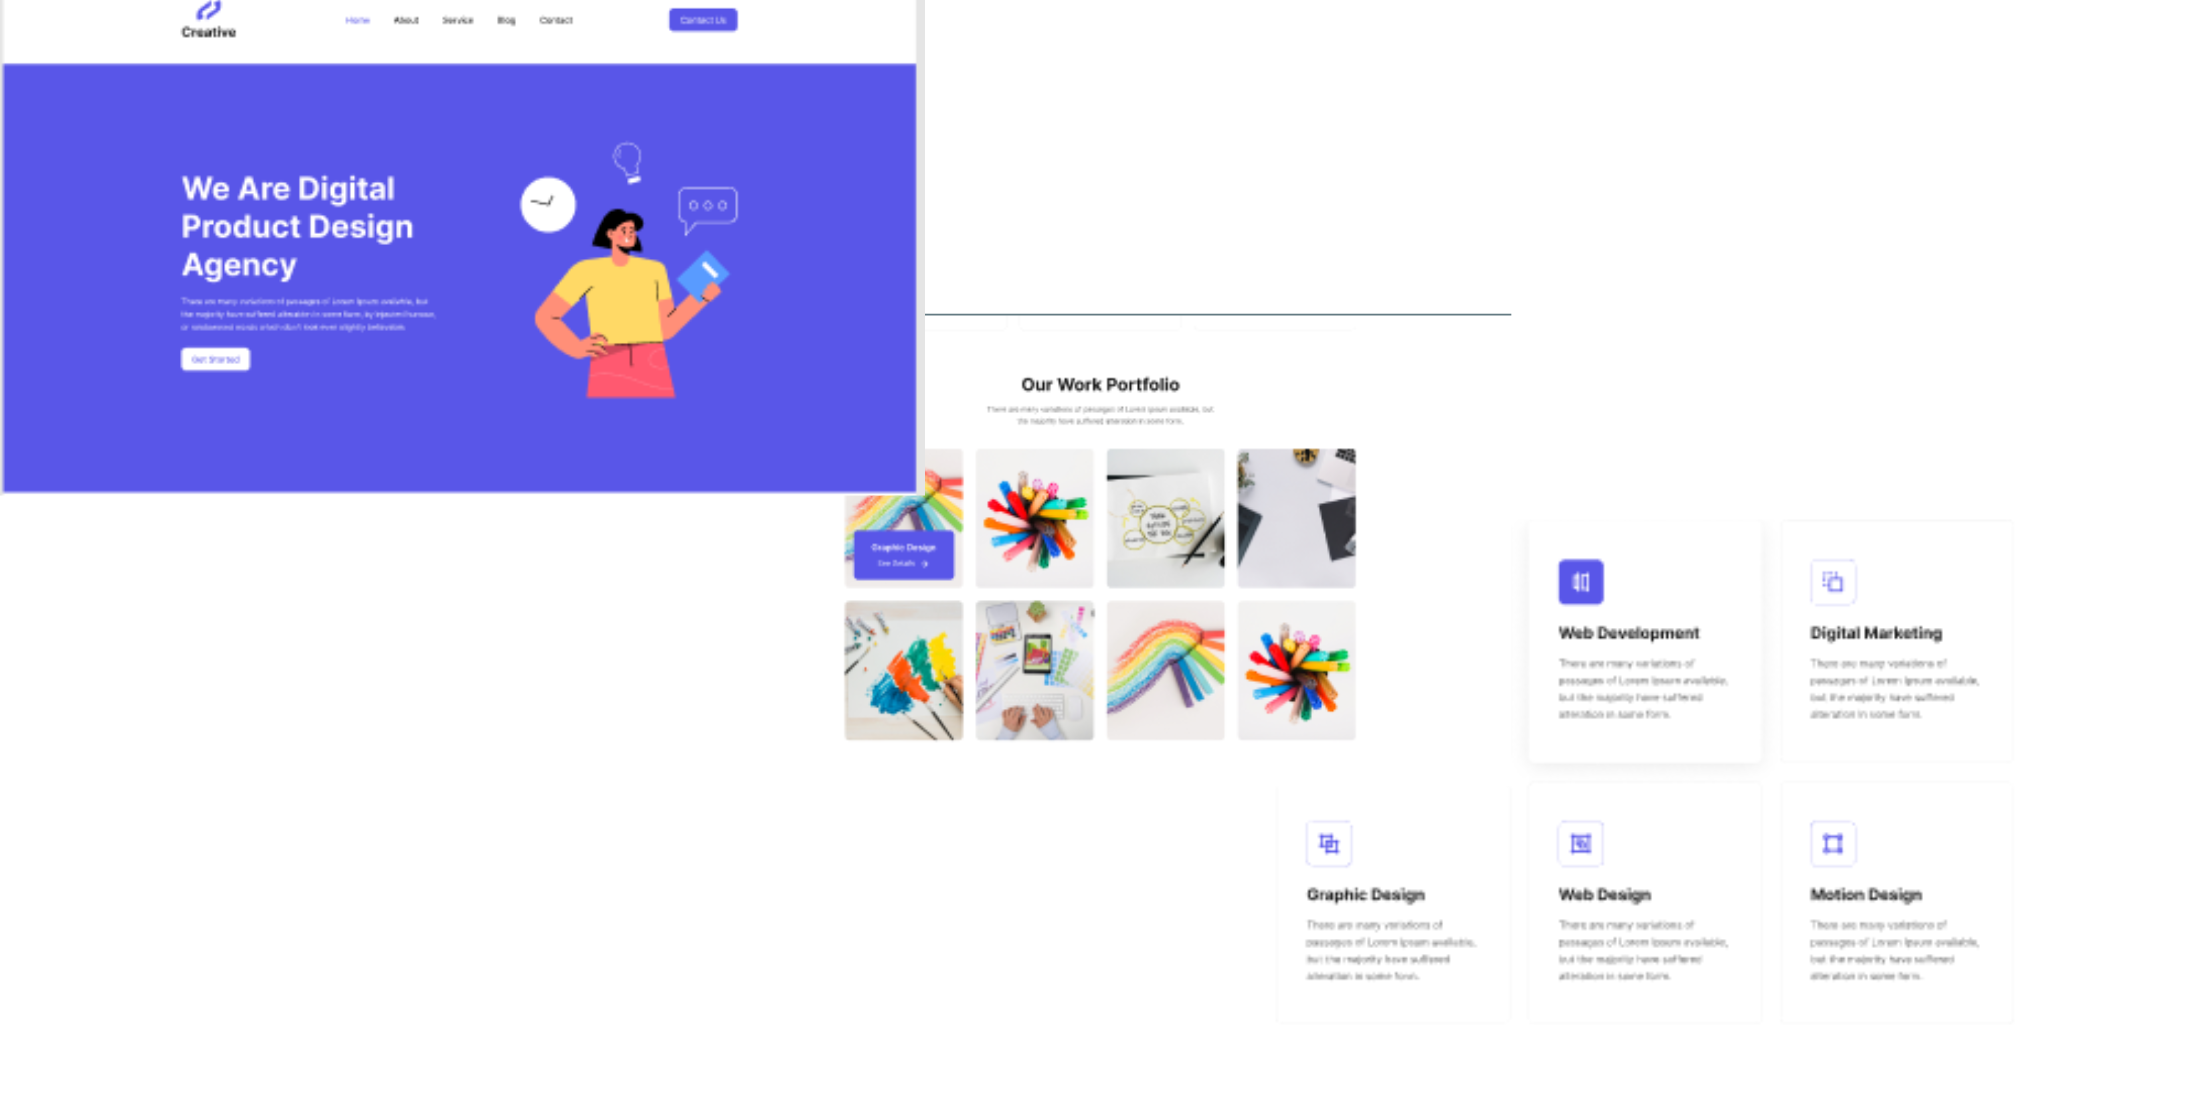 Creative
Home About Service Blog Contact
Contact Us
We Are Digital
Product Design
Agency
There are many variations of passages of Lorem Ipsum available, but
the majority have suffered alteration in some form, by injected humour,
or randomised words which don't look even slightly believable.
Get Started
Our Work Portfolio
There are many variations of passages of Lorem Ipsum available, but
the majority have suffered alteration in some form.
Graphic Design
See Details
Web Development
There are many variations of
passages of Lorem Ipsum available,
but the majority have suffered
alteration in some form.
Digital Marketing
There are many variations of
passages of Lorem Ipsum available,
but the majority have suffered
alteration in some form.
Graphic Design
There are many variations of
passages of Lorem Ipsum available,
but the majority have suffered
alteration in some form.
Web Design
There are many variations of
passages of Lorem Ipsum available,
but the majority have suffered
alteration in some form.
Motion Design
There are many variations of
passages of Lorem Ipsum available,
but the majority have suffered
alteration in some form.